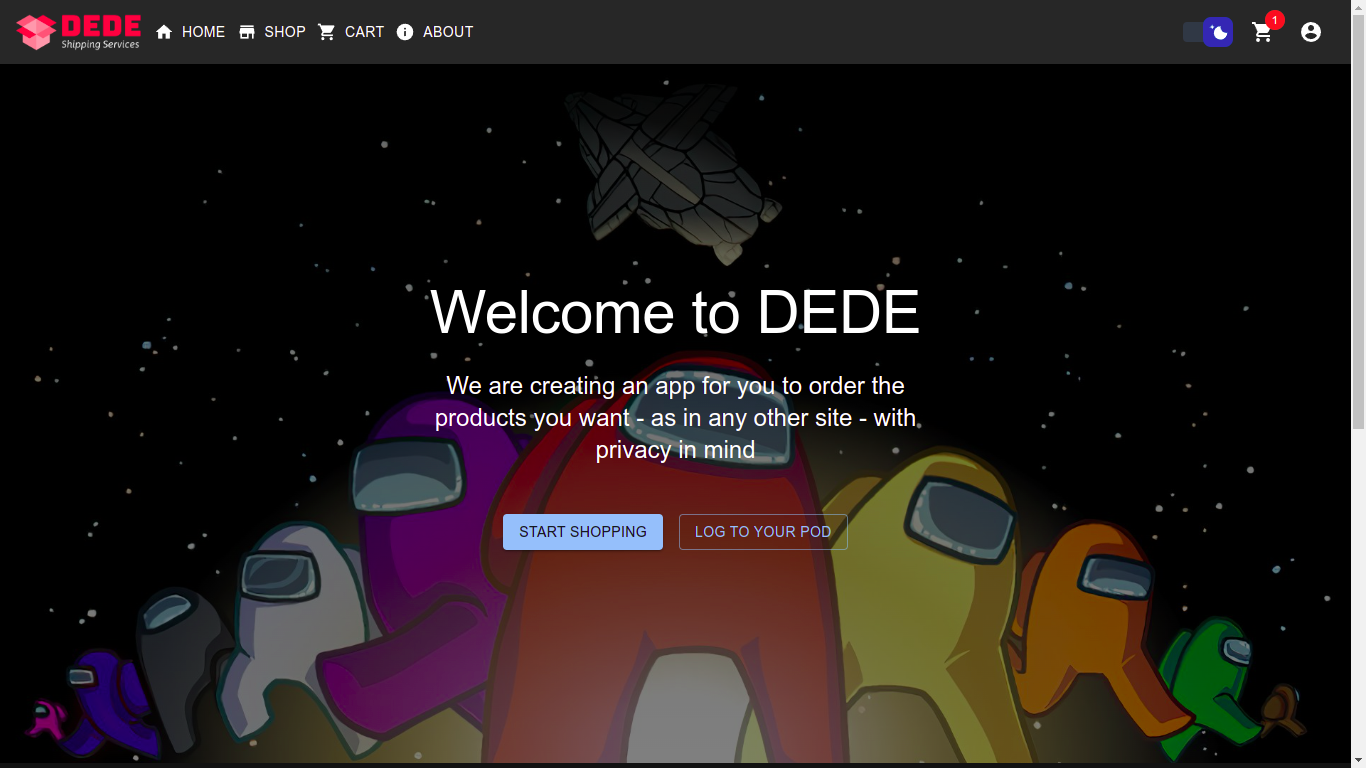 DEDE
Shipping Services
HOME
SHOP
CART
ABOUT
1
Welcome to DEDE
We are creating an app for you to order the
products you want - as in any other site - with
privacy in mind
START SHOPPING
LOG TO YOUR POD